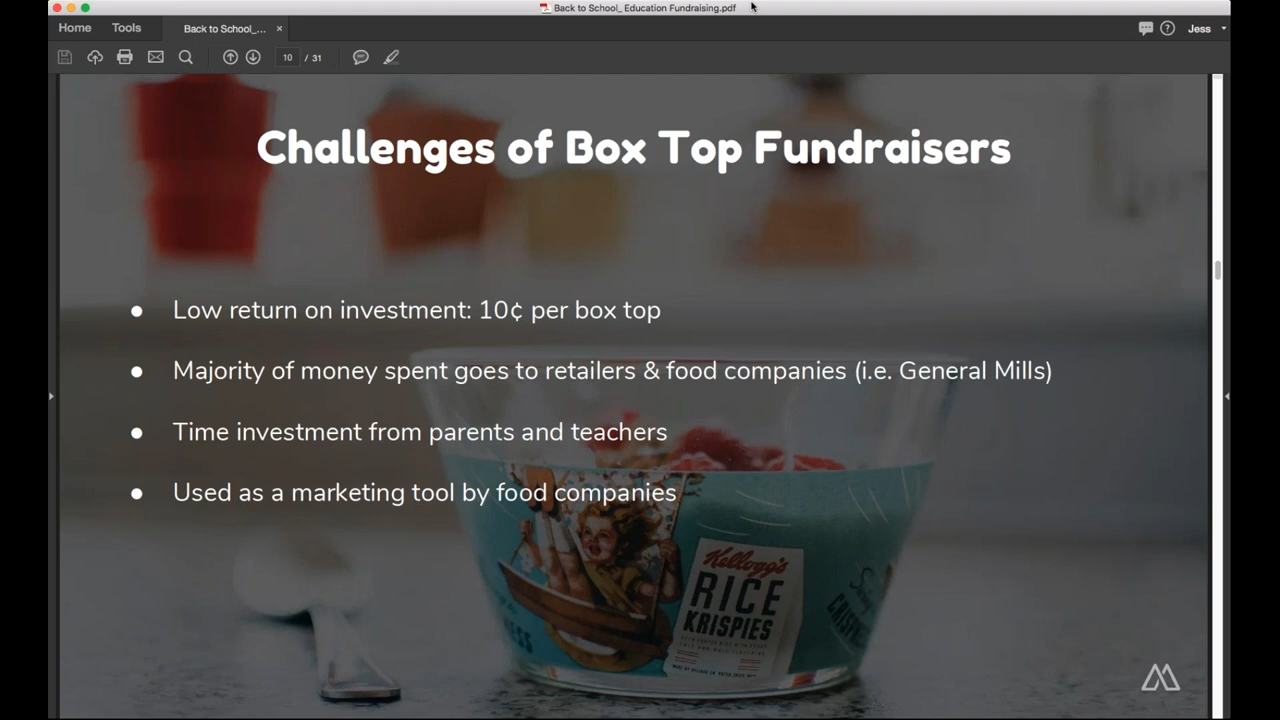 Back to School_ Education Fundraising.pdf
Home
Tools
Back to School_...
×
Jess
10 / 31
Challenges of Box Top Fundraisers
● Low return on investment: 10¢ per box top
● Majority of money spent goes to retailers & food companies (i.e. General Mills)
● Time investment from parents and teachers
● Used as a marketing tool by food companies
Kellogg's
RICE
KRISPIES